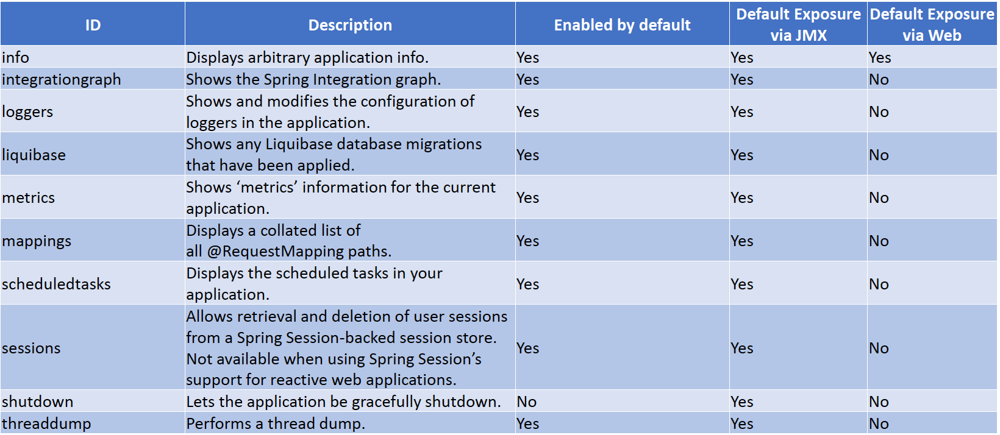 ID Description Enabled by default Default Exposure via JMX Default Exposure via Web
info Displays arbitrary application info. Yes Yes Yes
integrationgraph Shows the Spring Integration graph. Yes Yes No
loggers Shows and modifies the configuration of
loggers in the application. Yes Yes No
liquibase Shows any Liquibase database migrations
that have been applied. Yes Yes No
metrics Shows ‘metrics’ information for the current
application. Yes Yes No
mappings Displays a collated list of
all @RequestMapping paths. Yes Yes No
scheduledtasks Displays the scheduled tasks in your
application. Yes Yes No
sessions Allows retrieval and deletion of user sessions
from a Spring Session-backed session store.
Not available when using Spring Session’s
support for reactive web applications. Yes Yes No
shutdown Lets the application be gracefully shutdown. No Yes No
threaddump Performs a thread dump. Yes Yes No